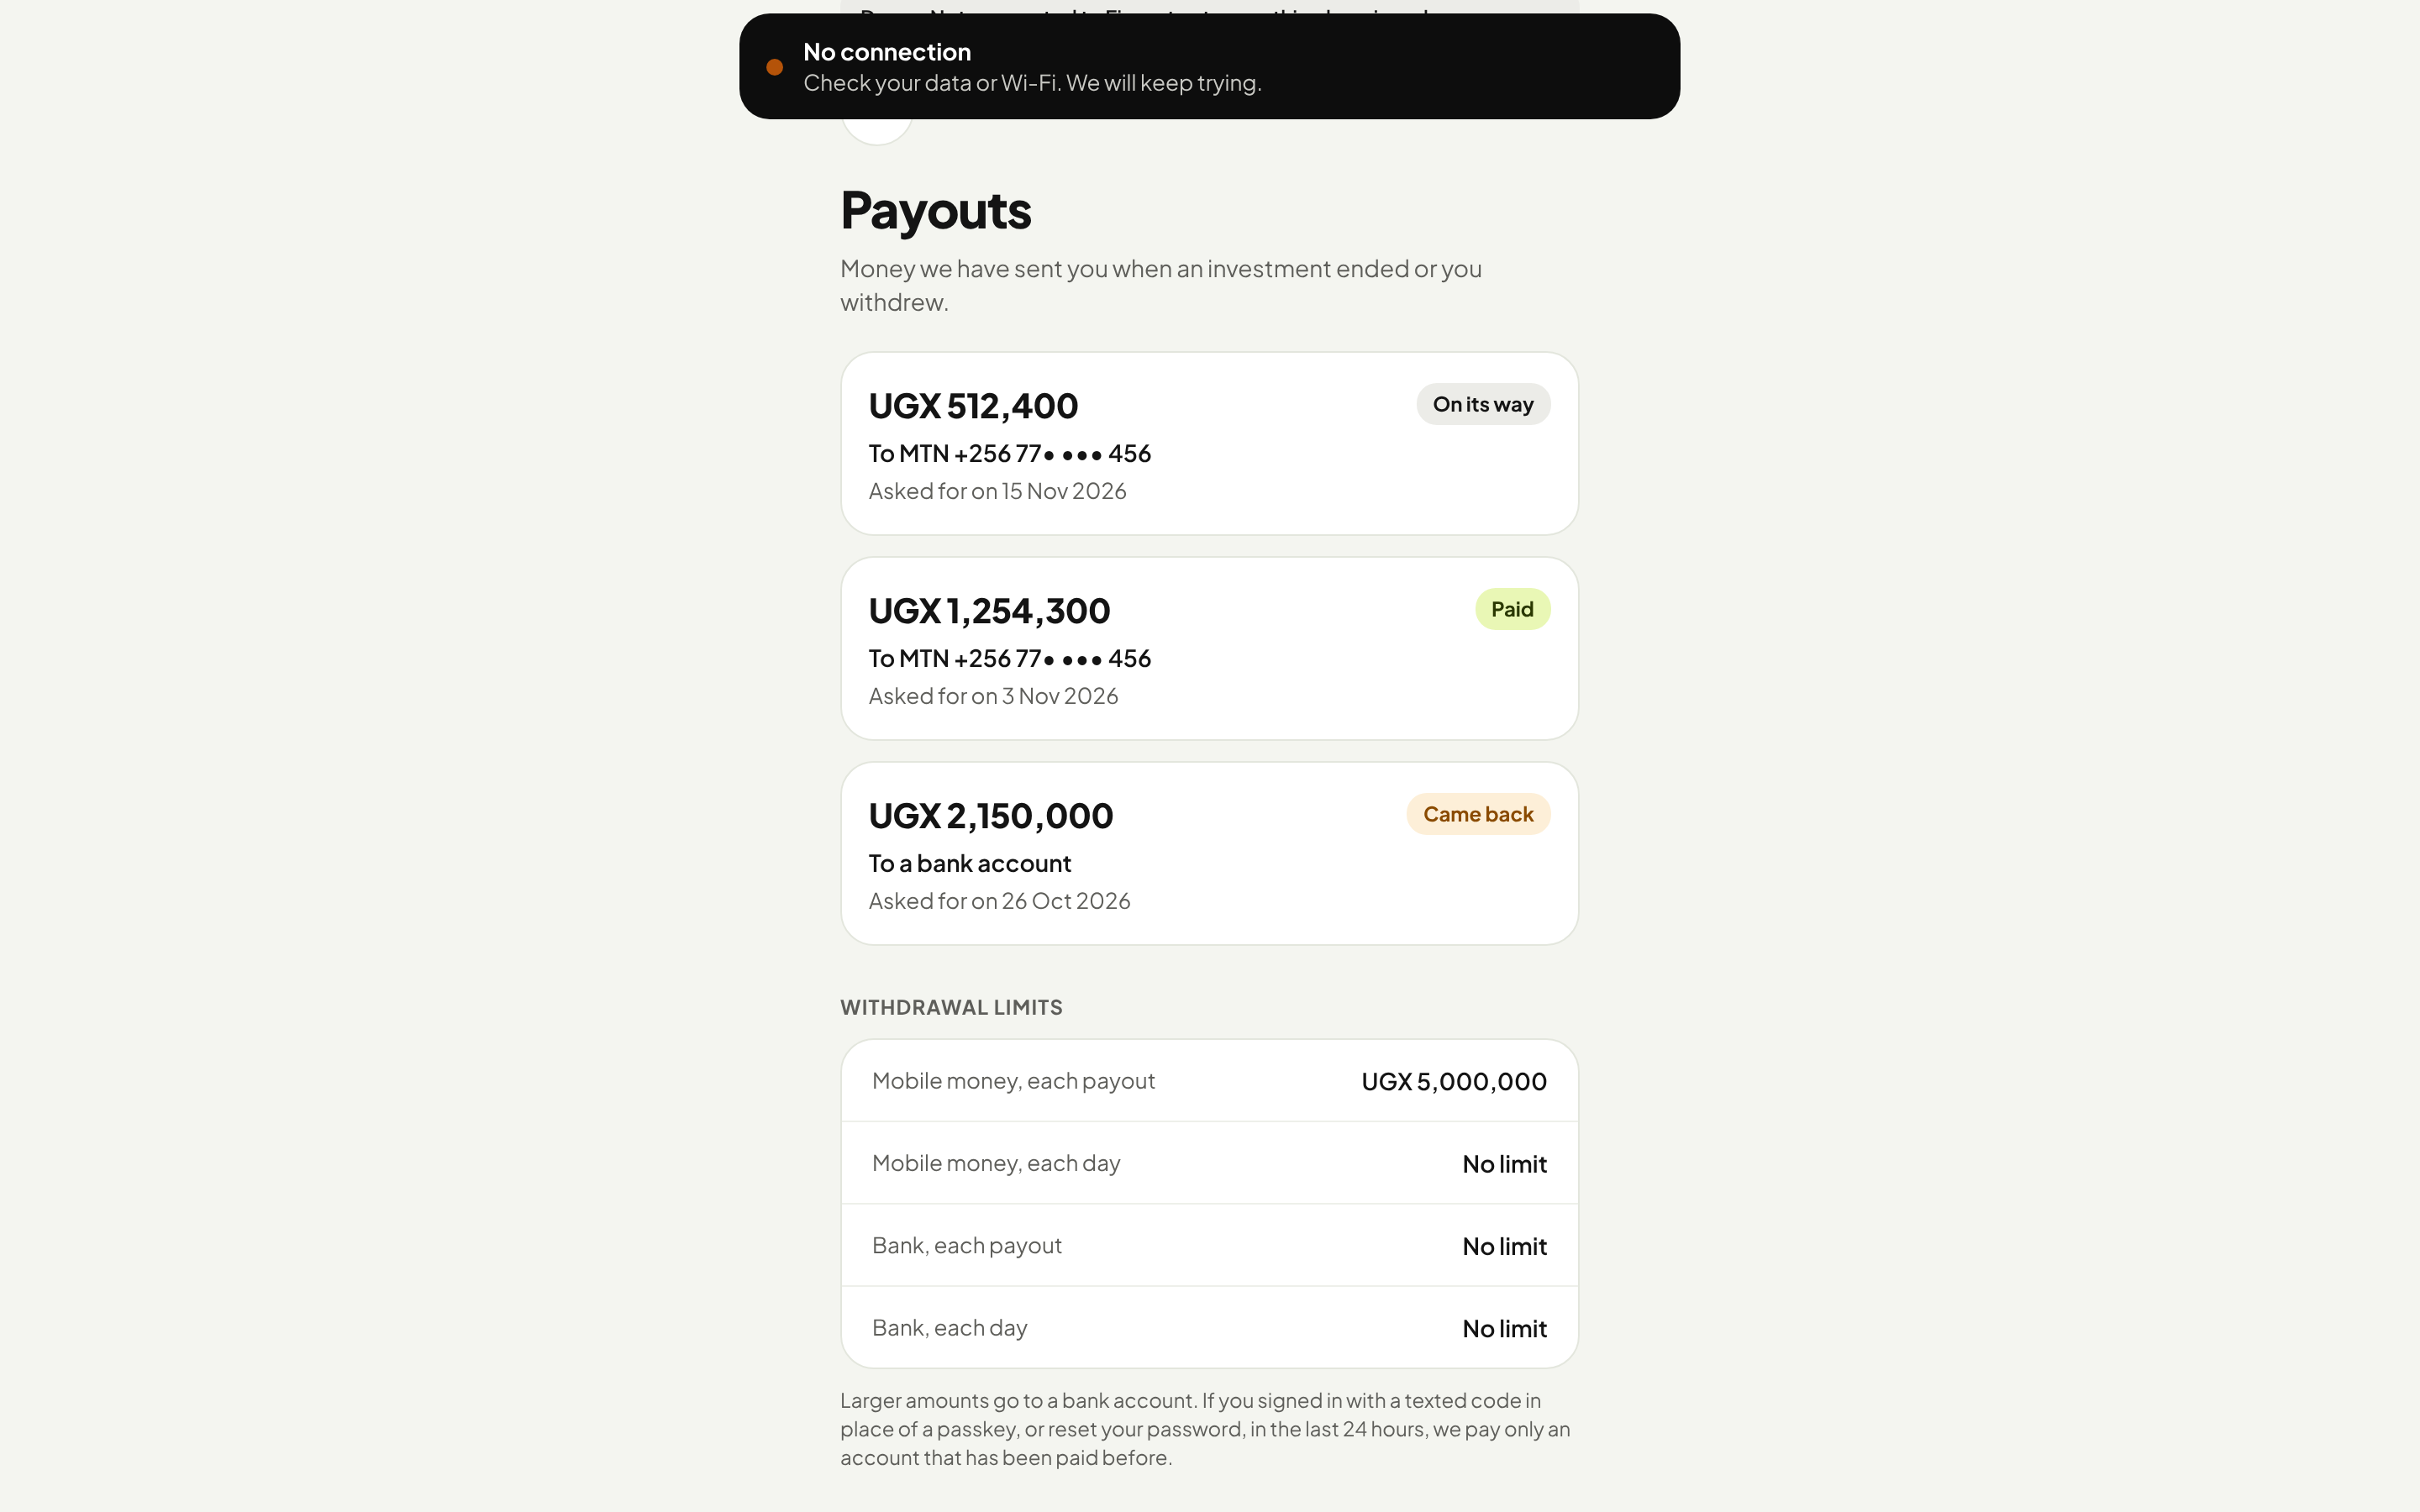 No connection
Check your data or Wi-Fi. We will keep trying.
Payouts
Money we have sent you when an investment ended or you
withdrew.
UGX 512,400
On its way
To MTN +256 77• ••• 456
Asked for on 15 Nov 2026
UGX 1,254,300
Paid
To MTN +256 77• ••• 456
Asked for on 3 Nov 2026
UGX 2,150,000
Came back
To a bank account
Asked for on 26 Oct 2026
WITHDRAWAL LIMITS
Mobile money, each payout
UGX 5,000,000
Mobile money, each day
No limit
Bank, each payout
No limit
Bank, each day
No limit
Larger amounts go to a bank account. If you signed in with a texted code in
place of a passkey, or reset your password, in the last 24 hours, we pay only an
account that has been paid before.